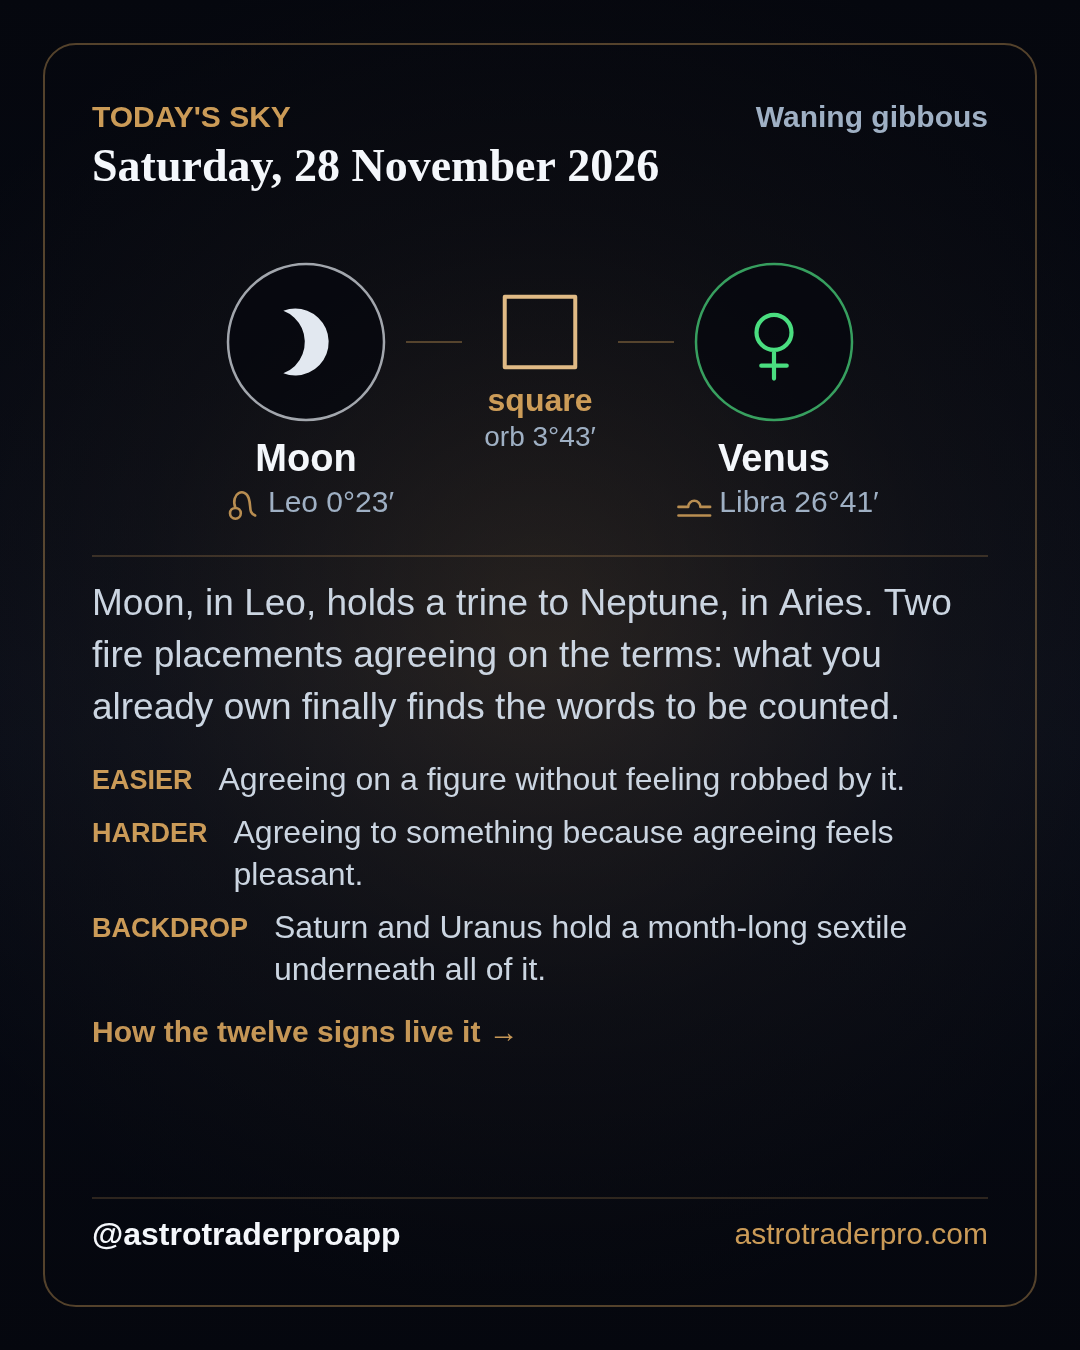 TODAY'S SKY
Waning gibbous
Saturday, 28 November 2026
square
orb 3°43′
Moon
Venus
Leo 0°23′
Libra 26°41′
Moon, in Leo, holds a trine to Neptune, in Aries. Two
fire placements agreeing on the terms: what you
already own finally finds the words to be counted.
EASIER Agreeing on a figure without feeling robbed by it.
HARDER Agreeing to something because agreeing feels
pleasant.
BACKDROP Saturn and Uranus hold a month-long sextile
underneath all of it.
How the twelve signs live it →
@astrotraderproapp
astrotraderpro.com